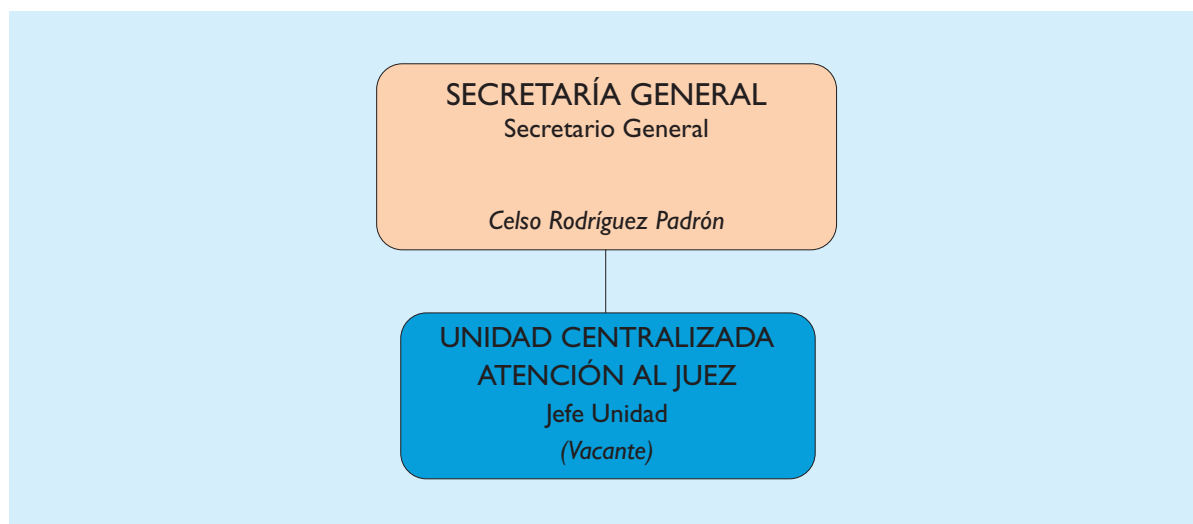 SECRETARÍA GENERAL
Secretario General
Celso Rodríguez Padrón
UNIDAD CENTRALIZADA
ATENCIÓN AL JUEZ
Jefe Unidad
(Vacante)